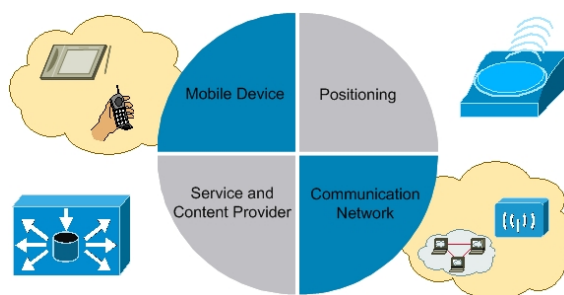 Mobile Device
Positioning
Service and
Content Provider
Communication
Network